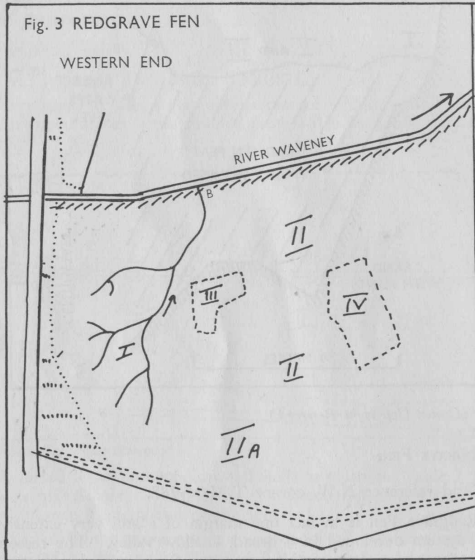 Fig. 3 REDGRAVE FEN
WESTERN END
RIVER WAVENEY
B
II
III
IV
I
II
IIA